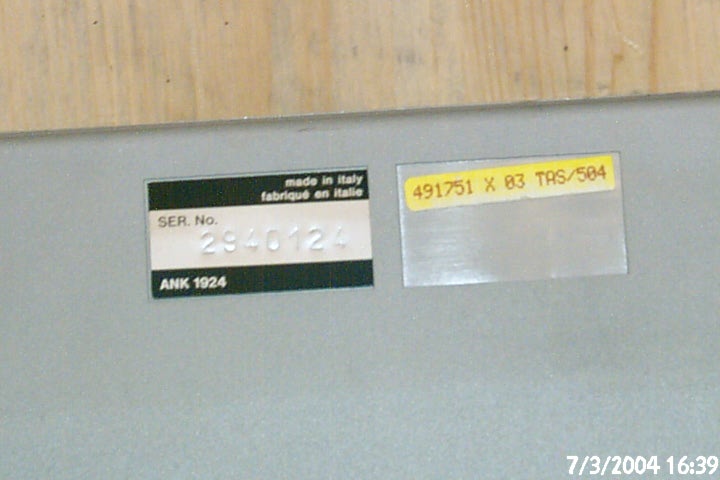 made in italy
fabriqué en italie
SER. No.
2940124
ANK 1924
491751 X 03 TAS/504
7/3/2004 16:39